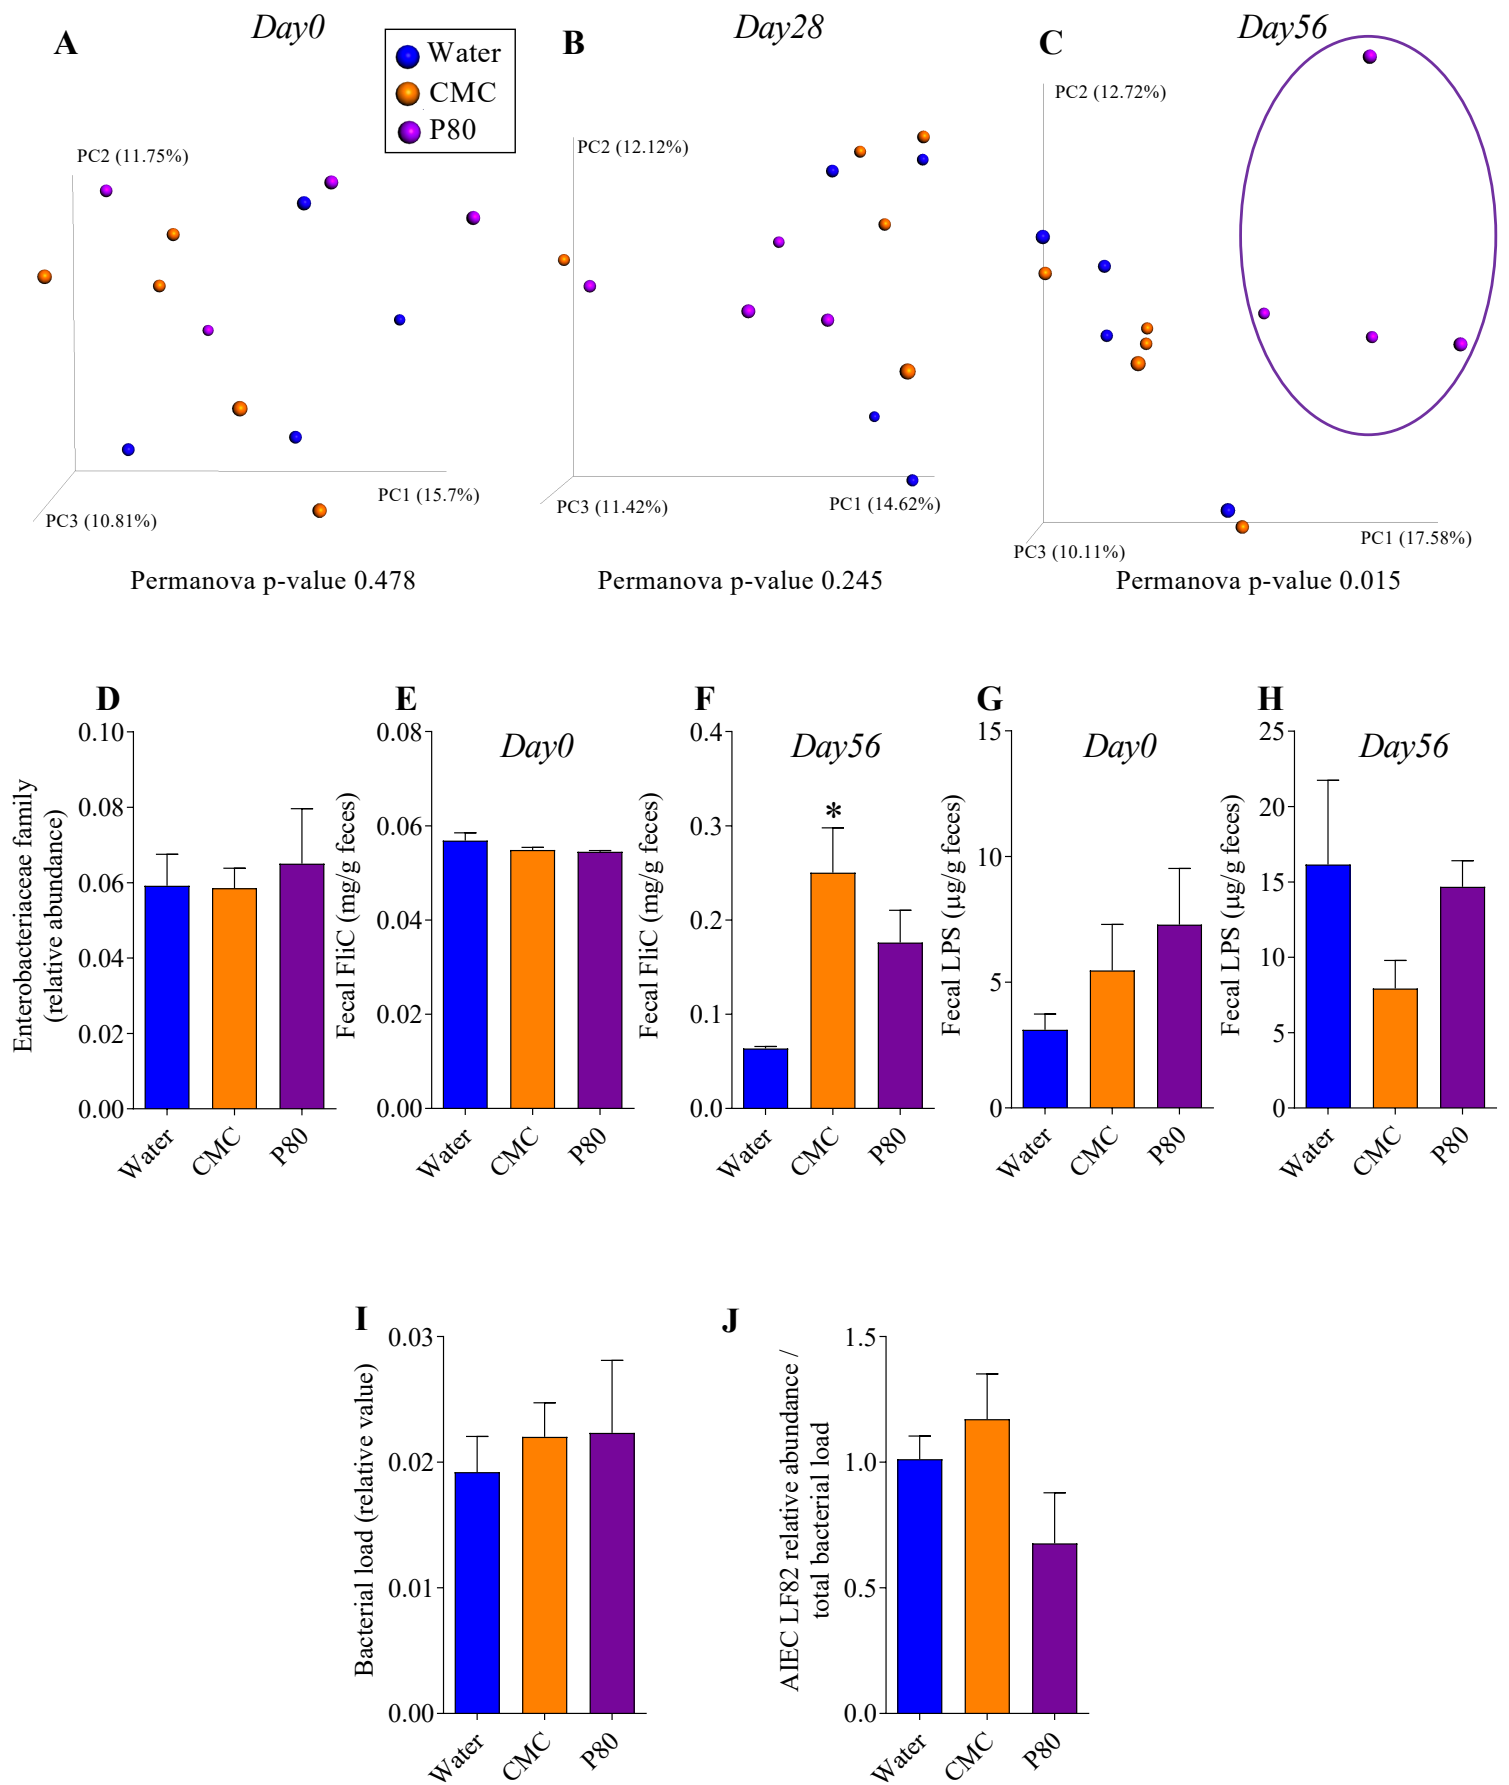 A
Day0
Water
CMC
P80
B
Day28
C
Day56
PC2 (11.75%)
PC1 (15.7%)
PC3 (10.81%)
Permanova p-value 0.478
PC2 (12.12%)
PC3 (11.42%)
PC1 (14.62%)
Permanova p-value 0.245
PC2 (12.72%)
PC1 (17.58%)
PC3 (10.11%)
Permanova p-value 0.015
D
Enterobacteriaceae family
(relative abundance)
0.10
0.08
0.06
0.04
0.02
0.00
Water
CMC
P80
E
Day0
Fecal FliC (mg/g feces)
0.08
0.06
0.04
0.02
0.00
Water
CMC
P80
F
Day56
Fecal FliC (mg/g feces)
0.4
0.3
0.2
0.1
0.0
*
Water
CMC
P80
G
Day0
Fecal LPS (µg/g feces)
15
10
5
0
Water
CMC
P80
H
Day56
Fecal LPS (µg/g feces)
25
20
15
10
5
0
Water
CMC
P80
I
Bacterial load (relative value)
0.03
0.02
0.01
0.00
Water
CMC
P80
J
AIEC LF82 relative abundance /
total bacterial load
1.5
1.0
0.5
0.0
Water
CMC
P80